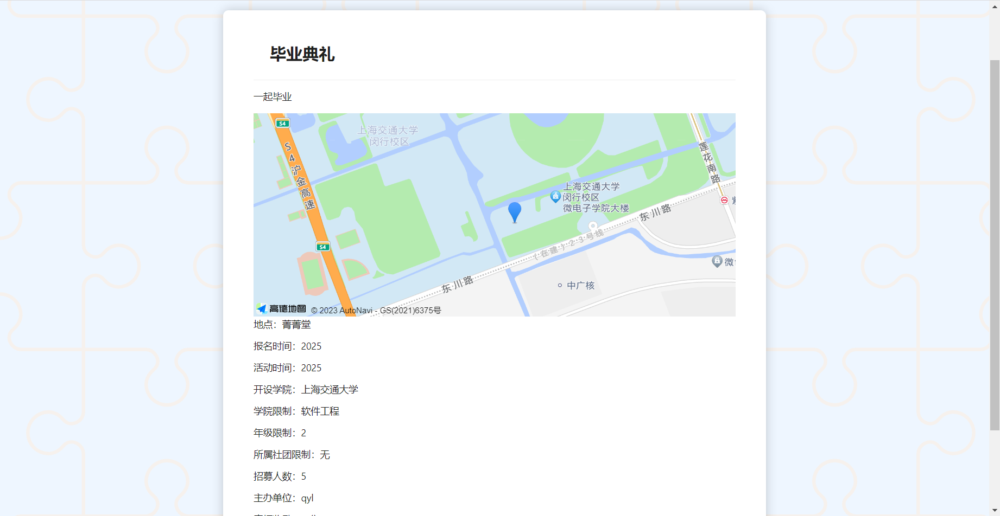 毕业典礼
一起毕业
S4
S4沪金高速
上海交通大学
闵行校区
莲花南路
上海交通大学
闵行校区
微电子学院大楼
东川路
(在建)23号线
S4
东川路
中广核
高德地图 © 2023 AutoNavi - GS(2021)6375号
地点：菁菁堂
报名时间：2025
活动时间：2025
开设学院：上海交通大学
学院限制：软件工程
年级限制：2
所属社团限制：无
招募人数：5
主办单位：qyl